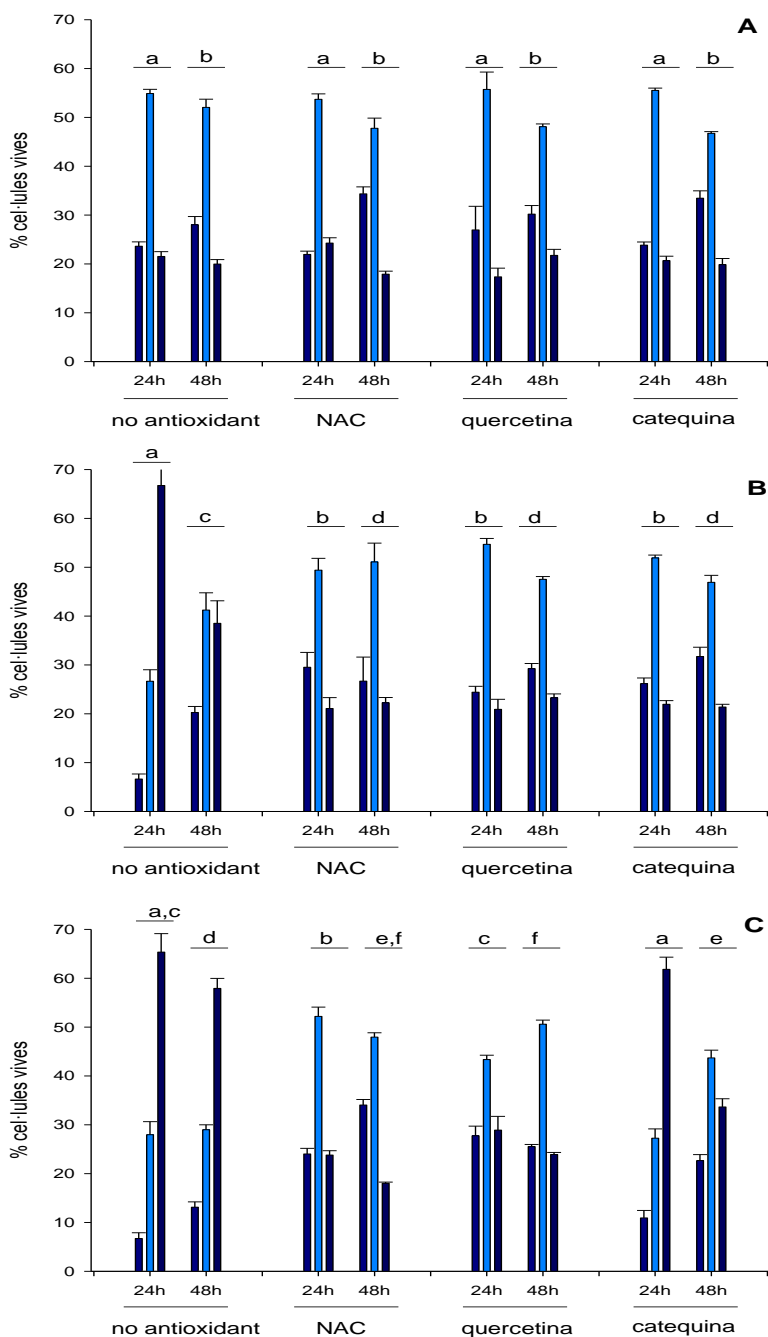 A
% cel·lules vives
70
60
50
40
30
20
10
0
a b a b a b a b
24h 48h 24h 48h 24h 48h 24h 48h
no antioxidant NAC quercetina catequina
B
% cel·lules vives
70
60
50
40
30
20
10
0
a c b d b d b d
24h 48h 24h 48h 24h 48h 24h 48h
no antioxidant NAC quercetina catequina
C
% cel·lules vives
70
60
50
40
30
20
10
0
a,c d b e,f c f a e
24h 48h 24h 48h 24h 48h 24h 48h
no antioxidant NAC quercetina catequina